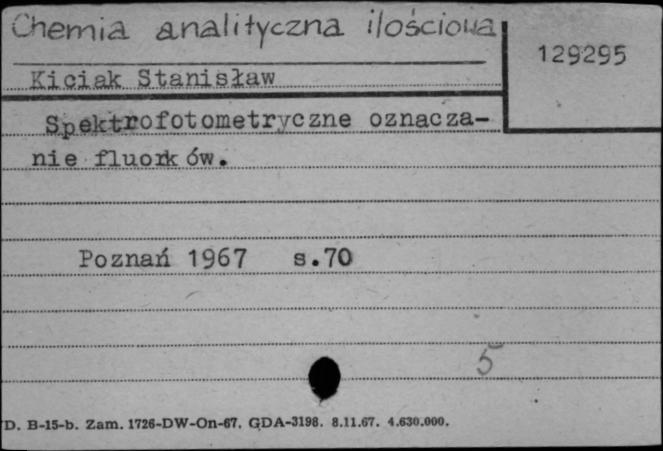 Chemia analityczna ilościowa
129295
Kiciak Stanisław
Spektrofotometryczne oznacza-
nie fluorków.
Poznań 1967 s.70
5
D. B-15-b. Zam. 1726-DW-On-67. GDA-3198. 8.11.67. 4.630.000.